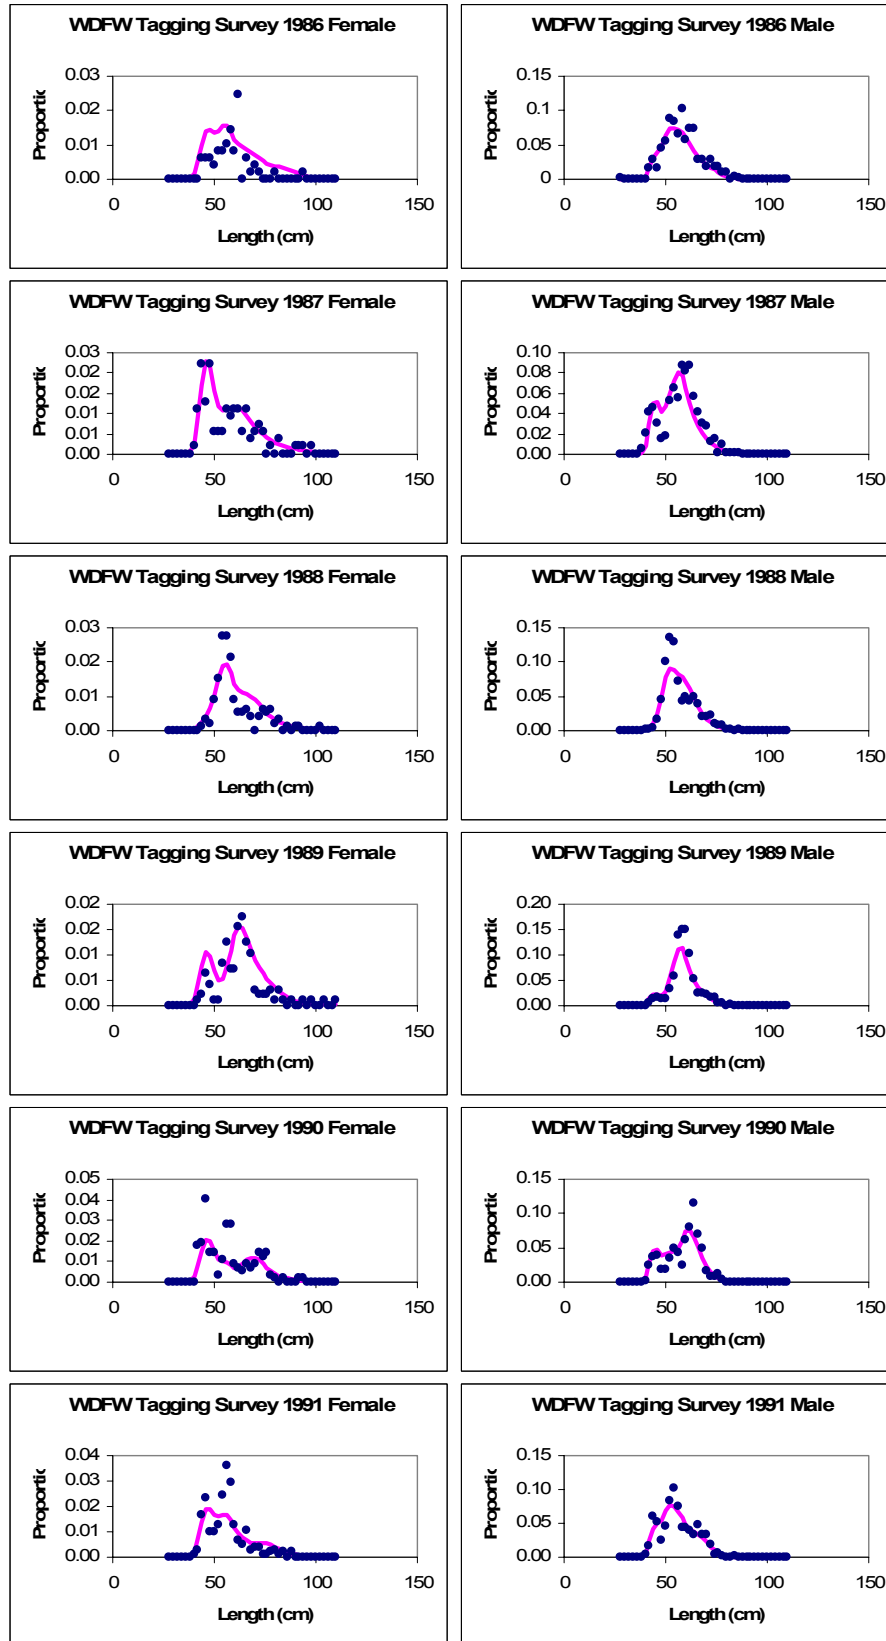 WDFW Tagging Survey 1986 Female
0.03
0.02
0.01
0.00
0 50 100 150
Length (cm)
Proportic
WDFW Tagging Survey 1986 Male
0.15
0.1
0.05
0
0 50 100 150
Length (cm)
Proportic
WDFW Tagging Survey 1987 Female
0.03
0.02
0.02
0.01
0.01
0.00
0 50 100 150
Length (cm)
Proportic
WDFW Tagging Survey 1987 Male
0.10
0.08
0.06
0.04
0.02
0.00
0 50 100 150
Length (cm)
Proportic
WDFW Tagging Survey 1988 Female
0.03
0.02
0.01
0.00
0 50 100 150
Length (cm)
Proportic
WDFW Tagging Survey 1988 Male
0.15
0.10
0.05
0.00
0 50 100 150
Length (cm)
Proportic
WDFW Tagging Survey 1989 Female
0.02
0.02
0.01
0.01
0.00
0 50 100 150
Length (cm)
Proportic
WDFW Tagging Survey 1989 Male
0.20
0.15
0.10
0.05
0.00
0 50 100 150
Length (cm)
Proportic
WDFW Tagging Survey 1990 Female
0.05
0.04
0.03
0.02
0.01
0.00
0 50 100 150
Length (cm)
Proportic
WDFW Tagging Survey 1990 Male
0.15
0.10
0.05
0.00
0 50 100 150
Length (cm)
Proportic
WDFW Tagging Survey 1991 Female
0.04
0.03
0.02
0.01
0.00
0 50 100 150
Length (cm)
Proportic
WDFW Tagging Survey 1991 Male
0.15
0.10
0.05
0.00
0 50 100 150
Length (cm)
Proportic